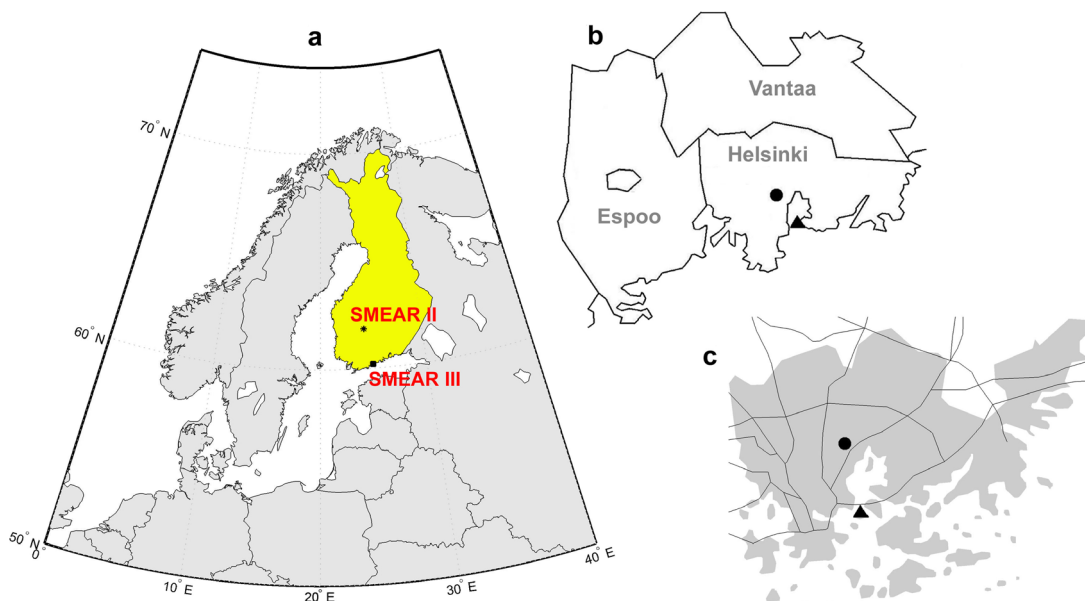 a
70° N
60° N
50° N
0°
10° E
20° E
30° E
40° E
SMEAR II
SMEAR III
b
Vantaa
Helsinki
Espoo
c